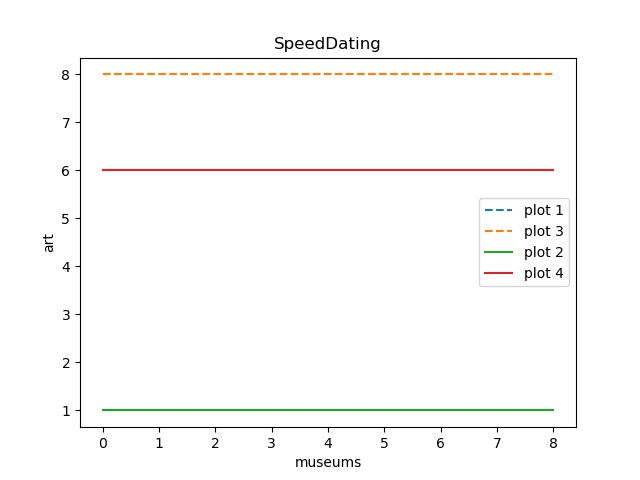 SpeedDating
8
7
6
5
4
3
2
1
art
plot 1
plot 3
plot 2
plot 4
0 1 2 3 4 5 6 7 8
museums